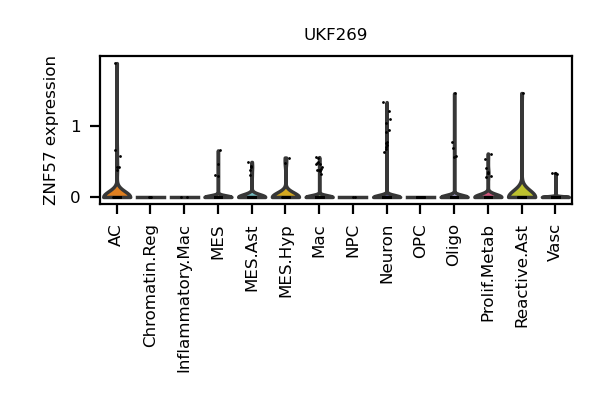 UKF269
ZNF57 expression
1
0
AC
Chromatin.Reg
Inflammatory.Mac
MES
MES.Ast
MES.Hyp
Mac
NPC
Neuron
OPC
Oligo
Prolif.Metab
Reactive.Ast
Vasc